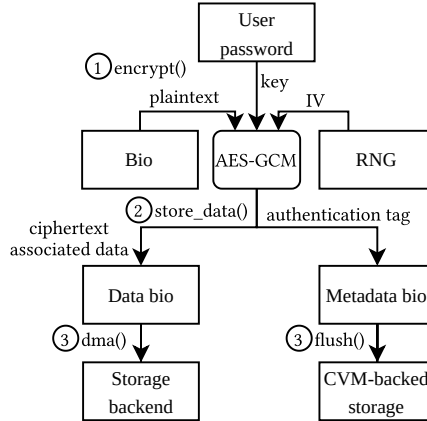 User
password
1 encrypt()
key
plaintext
IV
Bio
AES-GCM
RNG
2 store_data()
authentication tag
ciphertext
associated data
Data bio
Metadata bio
3 dma()
3 flush()
Storage
backend
CVM-backed
storage